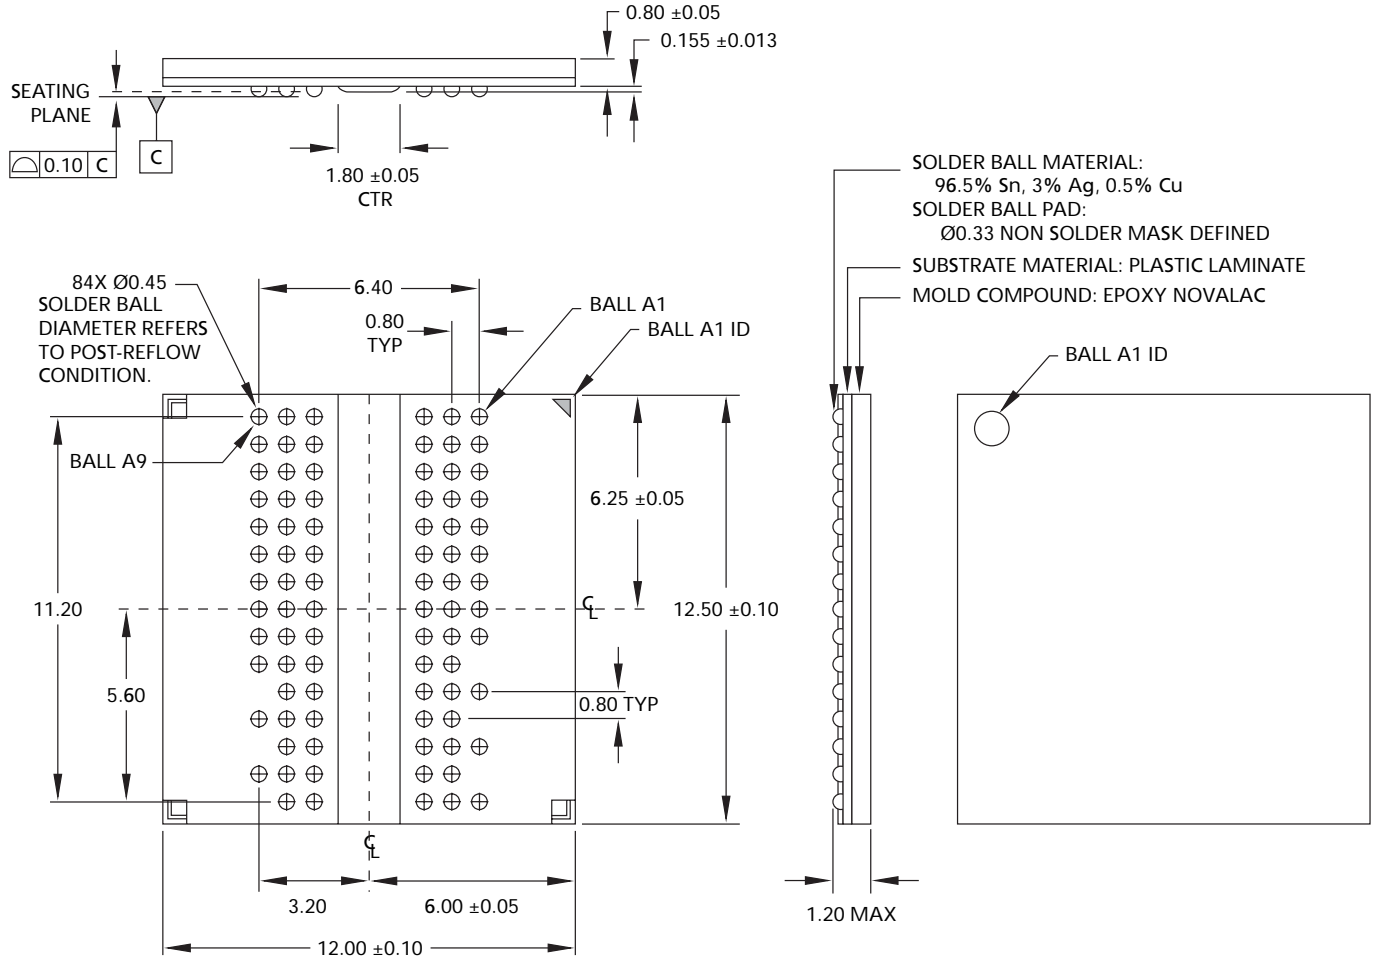 0.80 ±0.05
0.155 ±0.013
SEATING
PLANE
0.10 C
C
1.80 ±0.05
CTR
SOLDER BALL MATERIAL:
96.5% Sn, 3% Ag, 0.5% Cu
SOLDER BALL PAD:
Ø0.33 NON SOLDER MASK DEFINED
SUBSTRATE MATERIAL: PLASTIC LAMINATE
MOLD COMPOUND: EPOXY NOVALAC
84X Ø0.45
SOLDER BALL
DIAMETER REFERS
TO POST-REFLOW
CONDITION.
6.40
0.80
TYP
BALL A1
BALL A1 ID
BALL A1 ID
BALL A9
6.25 ±0.05
11.20
CL
12.50 ±0.10
5.60
0.80 TYP
CL
3.20
6.00 ±0.05
1.20 MAX
12.00 ±0.10